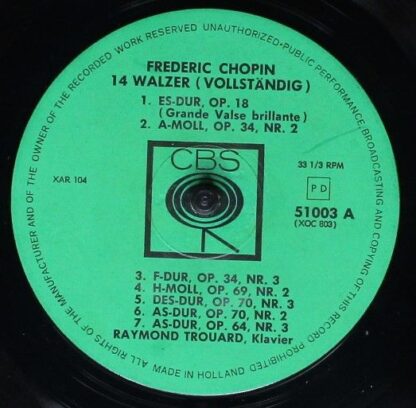 ALL RIGHTS OF THE MANUFACTURER AND OF THE OWNER OF THE RECORDED WORK RESERVED UNAUTHORIZED·PUBLIC PERFORMANCE, BROADCASTING AND COPYING OF THIS RECORD PROHIBITED
FREDERIC CHOPIN
14 WALZER (VOLLSTÄNDIG)
1. ES-DUR, OP. 18
(Grande Valse brillante)
2. A-MOLL, OP. 34, NR. 2
CBS
XAR 104
33 1/3 RPM
PD
51003 A
(XOC 803)
3. F-DUR, OP. 34, NR. 3
4. H-MOLL, OP. 69, NR. 2
5. DES-DUR, OP. 70, NR. 3
6. AS-DUR, OP. 70, NR. 2
7. AS-DUR, OP. 64, NR. 3
RAYMOND TROUARD, Klavier
MADE IN HOLLAND